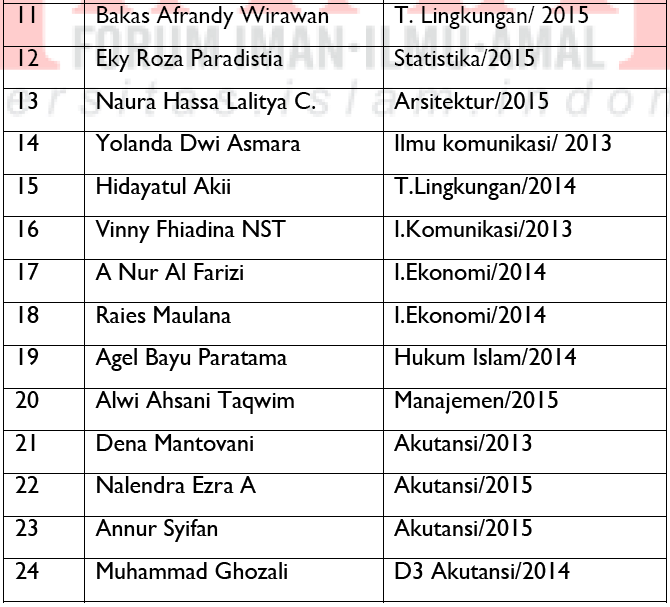 11 Bakas Afrandy Wirawan T. Lingkungan/ 2015
FORUM IMAN·ILMU·AMAL
12 Eky Roza Paradistia Statistika/2015
13 Naura Hassa Lalitya C. Arsitektur/2015
ersitas.islam.indon
14 Yolanda Dwi Asmara Ilmu komunikasi/ 2013
15 Hidayatul Akii T.Lingkungan/2014
16 Vinny Fhiadina NST I.Komunikasi/2013
17 A Nur Al Farizi I.Ekonomi/2014
18 Raies Maulana I.Ekonomi/2014
19 Agel Bayu Paratama Hukum Islam/2014
20 Alwi Ahsani Taqwim Manajemen/2015
21 Dena Mantovani Akutansi/2013
22 Nalendra Ezra A Akutansi/2015
23 Annur Syifan Akutansi/2015
24 Muhammad Ghozali D3 Akutansi/2014